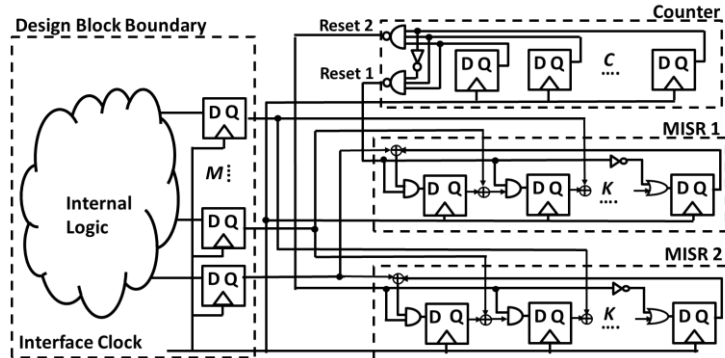 Design Block Boundary
Reset 2
Counter
Reset 1
D Q
D Q
C
....
D Q
D Q
MISR 1
M
....
Internal
Logic
D Q
D Q
K
....
D Q
D Q
MISR 2
D Q
D Q
D Q
K
....
D Q
Interface Clock